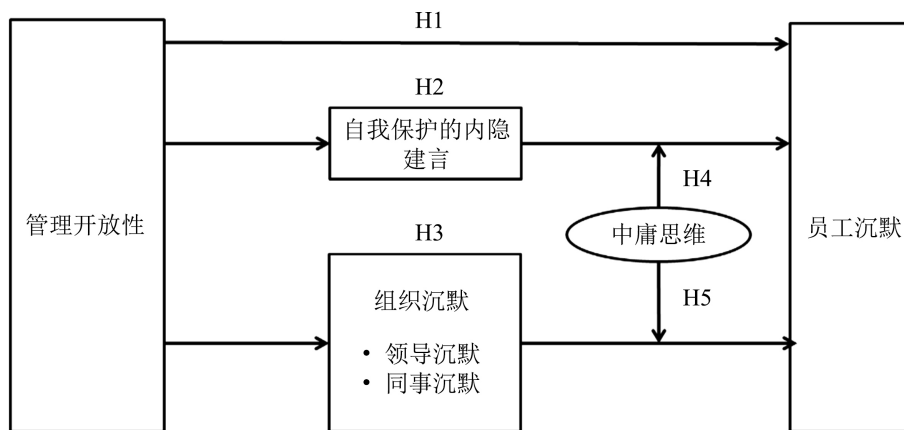 H1
H2
自我保护的内隐
建言
H4
管理开放性
H3
中庸思维
员工沉默
H5
组织沉默
• 领导沉默
• 同事沉默